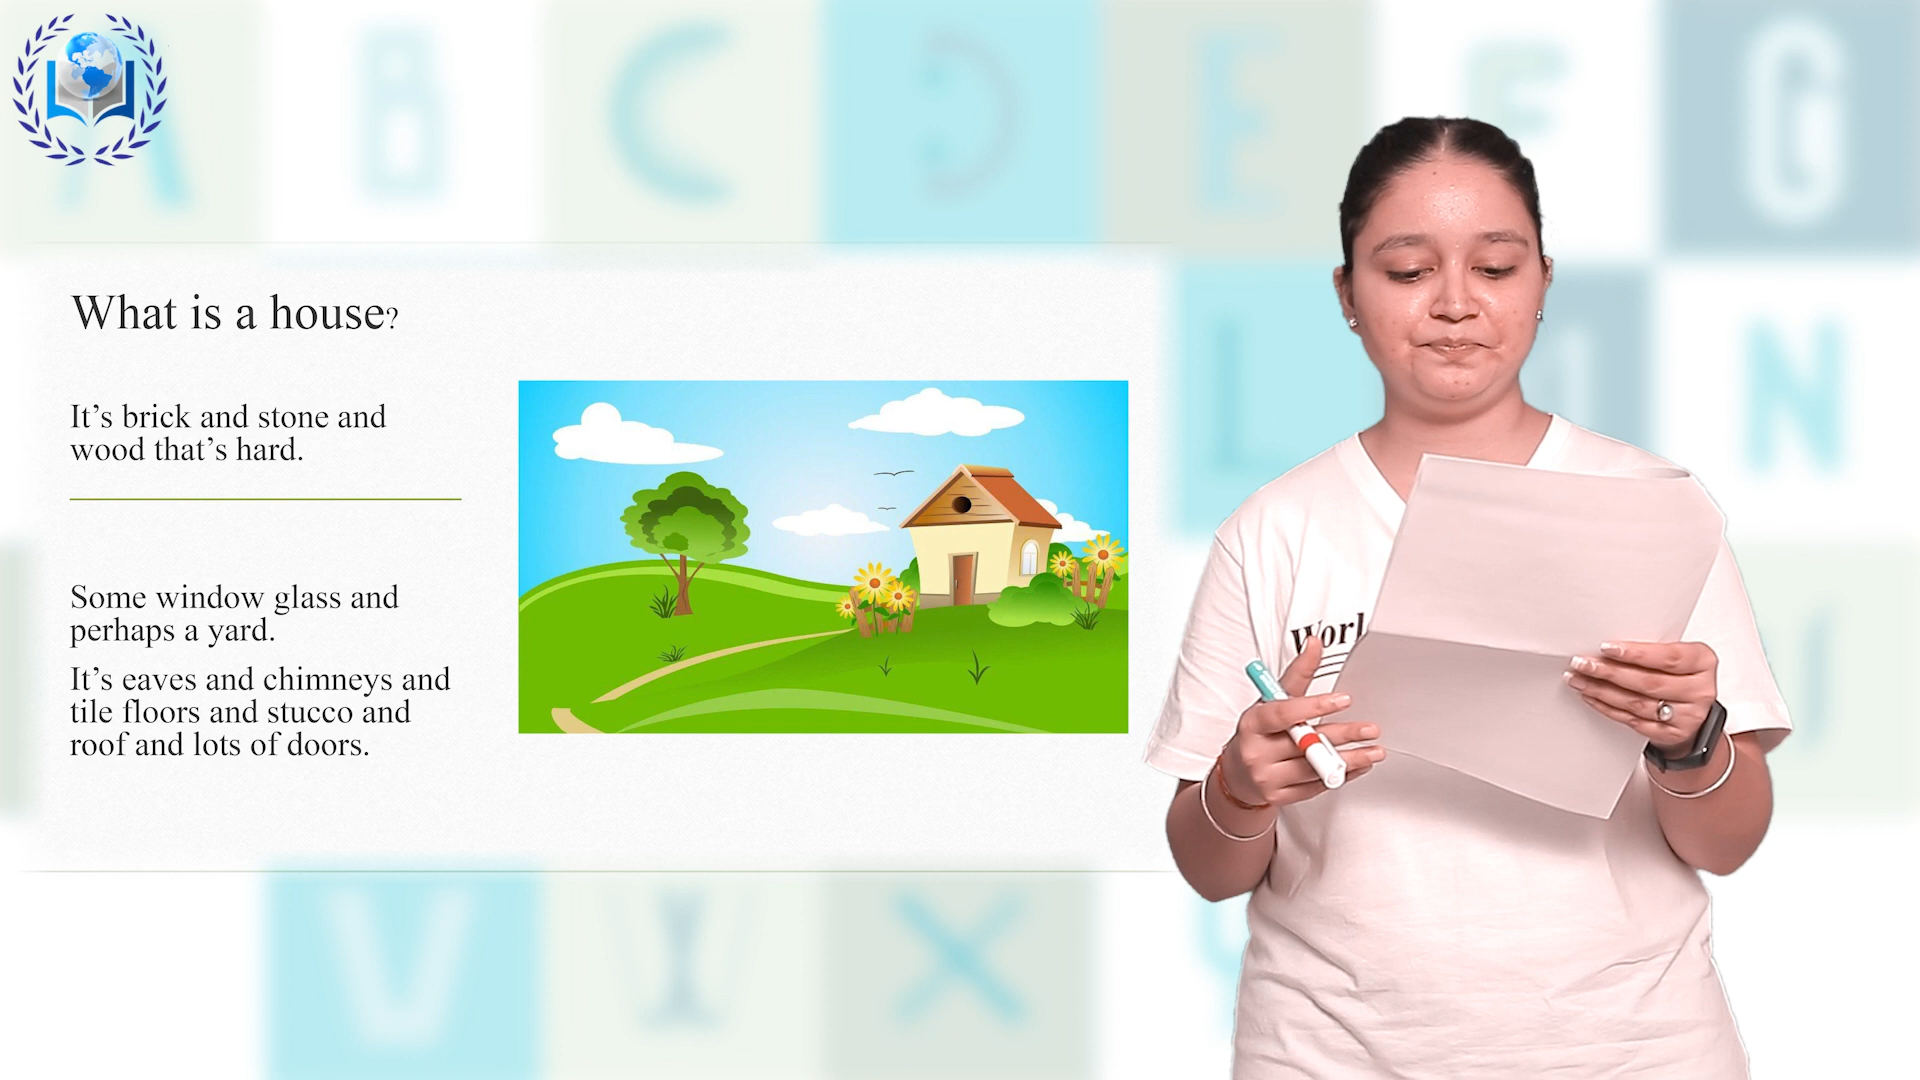 A B C D E F G
What is a house?
It's brick and stone and
wood that's hard.
Some window glass and
perhaps a yard.
It's eaves and chimneys and
tile floors and stucco and
roof and lots of doors.
L N
Worl
V Y X